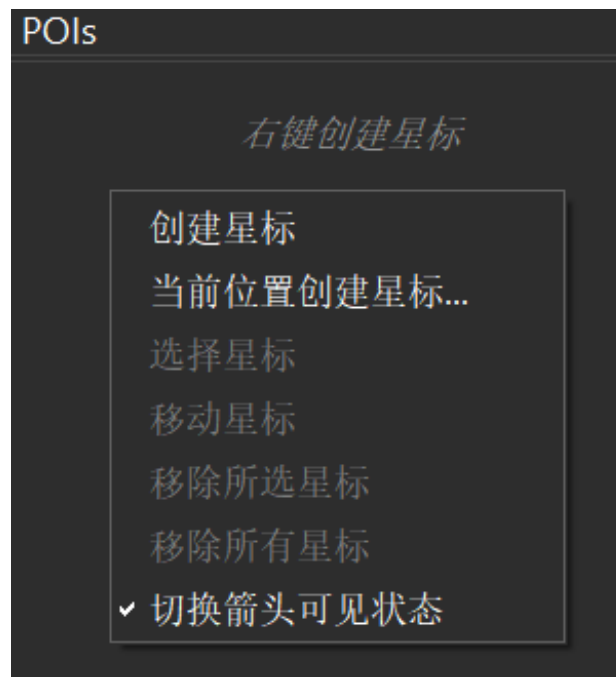 POIs
右键创建星标
创建星标
当前位置创建星标...
选择星标
移动星标
移除所选星标
移除所有星标
切换箭头可见状态